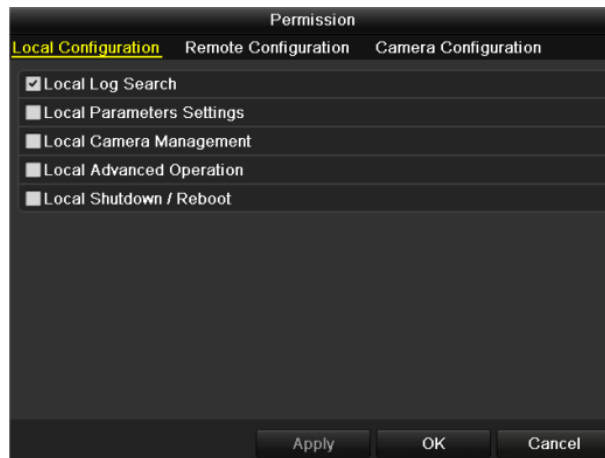 Permission
Local Configuration Remote Configuration Camera Configuration
Local Log Search
Local Parameters Settings
Local Camera Management
Local Advanced Operation
Local Shutdown / Reboot
Apply OK Cancel